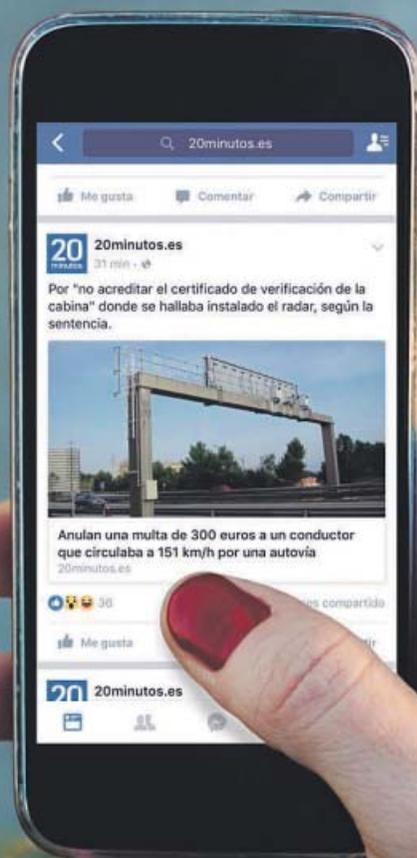 20minutos.es
Me gusta Comentar Compartir
20 minutos
20minutos.es
31 min
Por "no acreditar el certificado de verificación de la
cabina" donde se hallaba instalado el radar, según la
sentencia.
Anulan una multa de 300 euros a un conductor
que circulaba a 151 km/h por una autovía
20minutos.es
36
compartido
Me gusta
20 20minutos.es